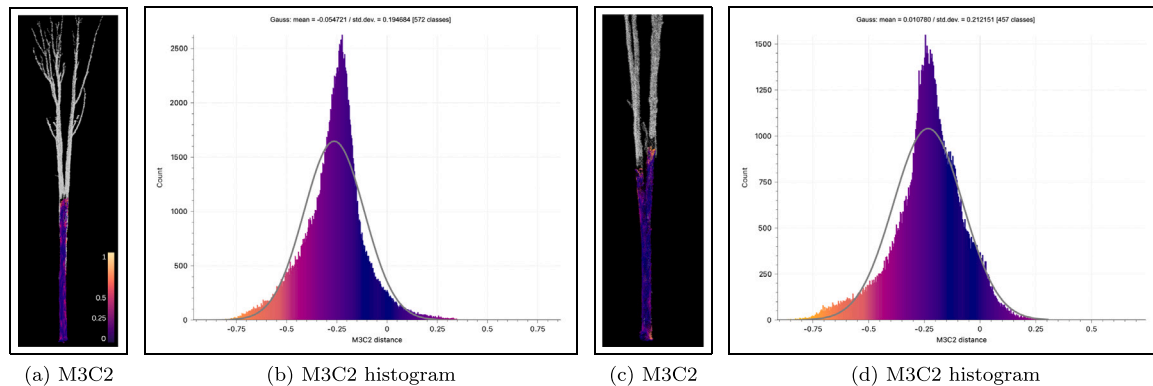 1
0.5
0.25
0
Gauss: mean = -0.054721 / std.dev. = 0.194684 [572 classes]
2500
2000
1500
1000
500
0
Count
-0.75 -0.5 -0.25 0 0.25 0.5 0.75
M3C2 distance
Gauss: mean = 0.010780 / std.dev. = 0.212151 [457 classes]
1500
1250
1000
750
500
250
0
Count
-0.75 -0.5 -0.25 0 0.25 0.5
M3C2 distance
(a) M3C2
(b) M3C2 histogram
(c) M3C2
(d) M3C2 histogram